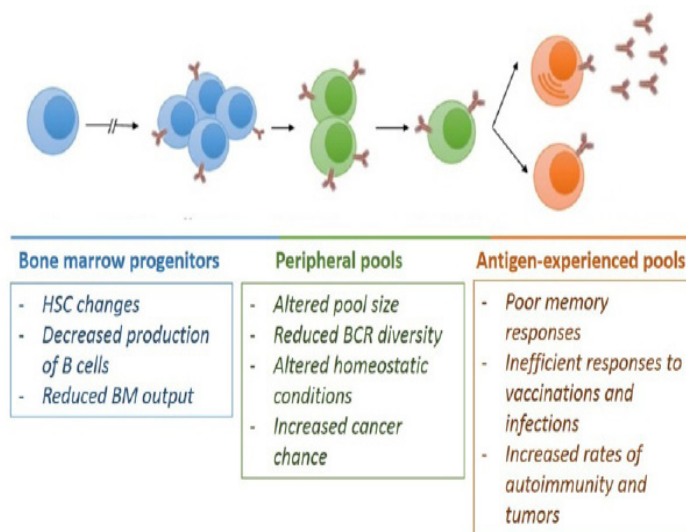 Bone marrow progenitors
- HSC changes
- Decreased production
of B cells
- Reduced BM output
Peripheral pools
- Altered pool size
- Reduced BCR diversity
- Altered homeostatic
conditions
- Increased cancer
chance
Antigen-experienced pools
- Poor memory
responses
- Inefficient responses to
vaccinations and
infections
- Increased rates of
autoimmunity and
tumors